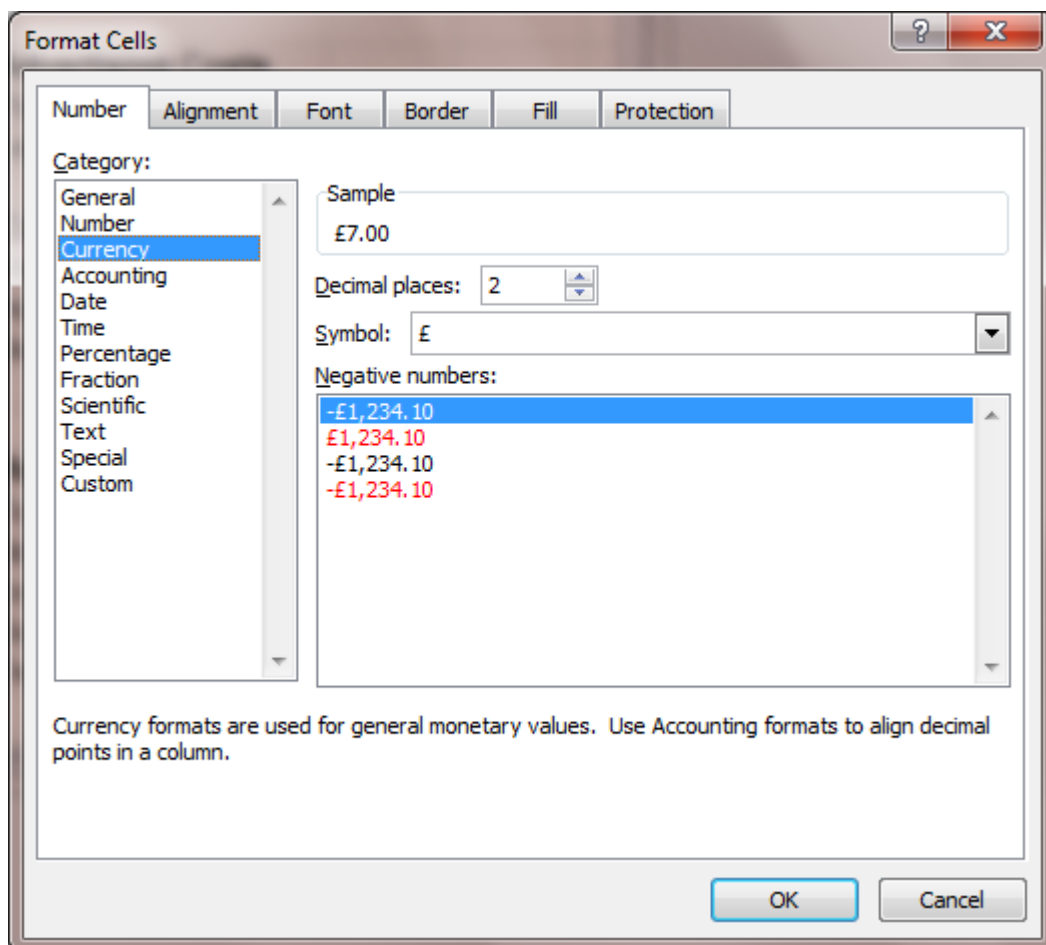 Format Cells
Number Alignment Font Border Fill Protection
Category:
General
Number
Currency
Accounting
Date
Time
Percentage
Fraction
Scientific
Text
Special
Custom
Sample
£7.00
Decimal places: 2
Symbol: £
Negative numbers:
-£1,234.10
£1,234.10
-£1,234.10
-£1,234.10
Currency formats are used for general monetary values.  Use Accounting formats to align decimal
points in a column.
OK Cancel